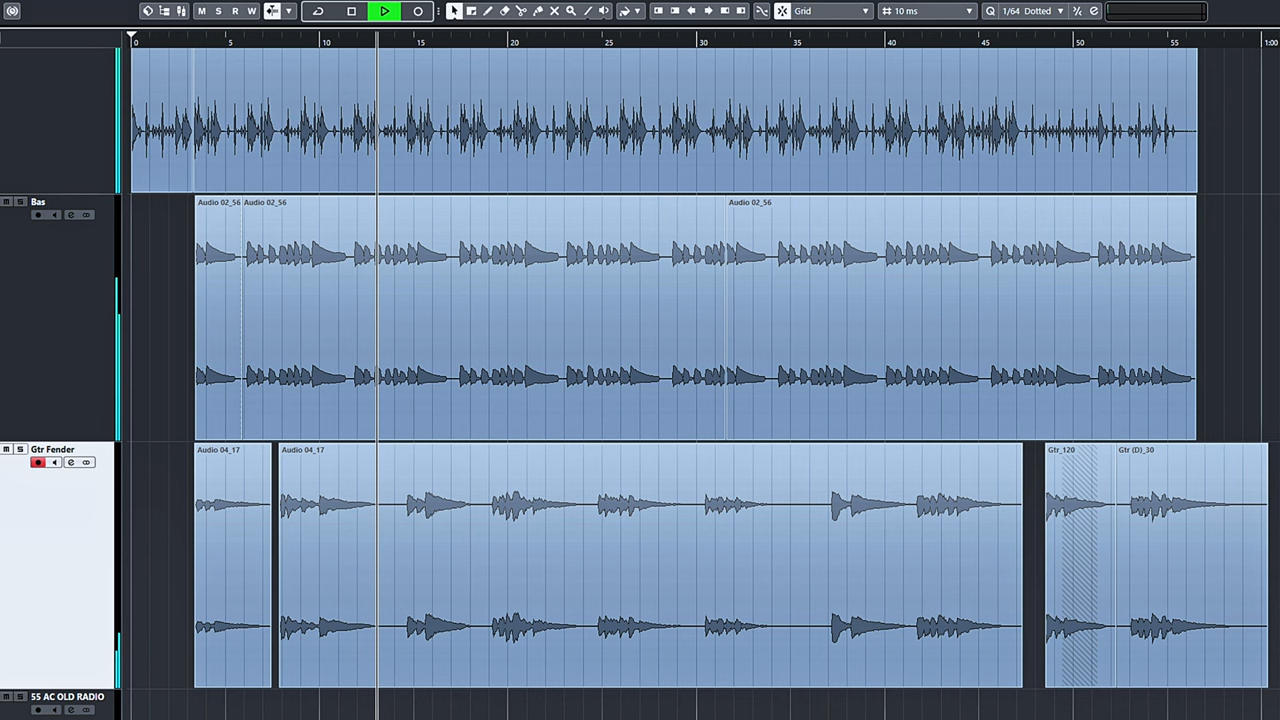 M S R W Grid # 10 ms Q 1/64 Dotted
0 5 10 15 20 25 30 35 40 45 50 55 1:00
m S Bas
Audio 02_56 Audio 02_56 Audio 02_56
e
m S Gtr Fender
Audio 04_17 Audio 04_17 Gtr_120 Gtr (D)_30
e
m S 55 AC OLD RADIO
e